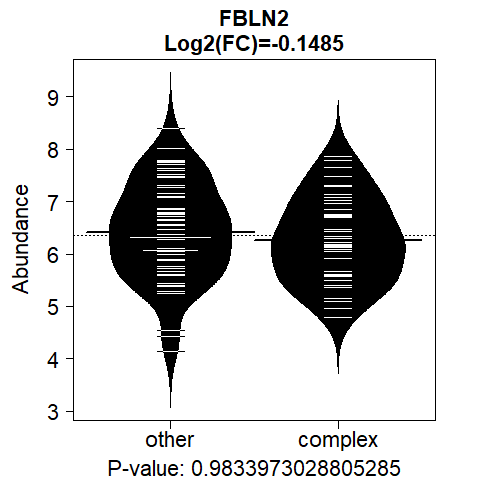 FBLN2
Log2(FC)=-0.1485
Abundance
9
8
7
6
5
4
3
other complex
P-value: 0.9833973028805285